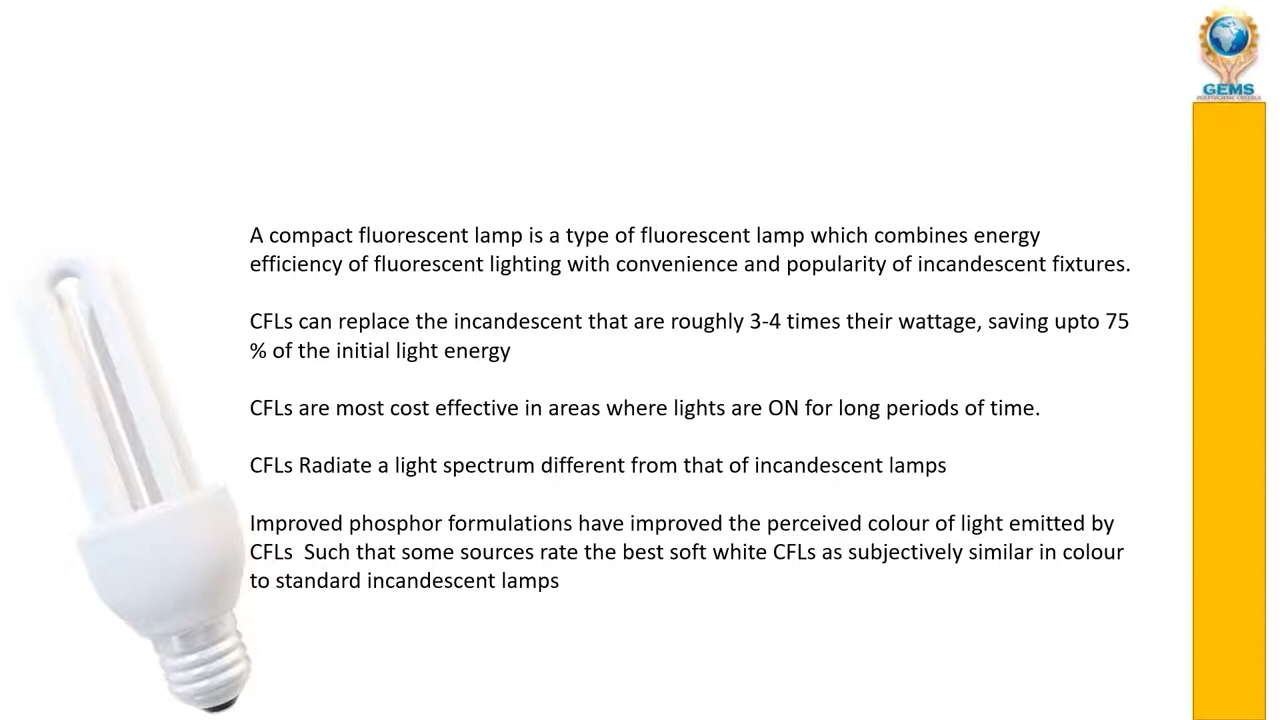 GEMS
POLYTECHNIC COLLEGE
A compact fluorescent lamp is a type of fluorescent lamp which combines energy
efficiency of fluorescent lighting with convenience and popularity of incandescent fixtures.
CFLs can replace the incandescent that are roughly 3-4 times their wattage, saving upto 75
% of the initial light energy
CFLs are most cost effective in areas where lights are ON for long periods of time.
CFLs Radiate a light spectrum different from that of incandescent lamps
Improved phosphor formulations have improved the perceived colour of light emitted by
CFLs  Such that some sources rate the best soft white CFLs as subjectively similar in colour
to standard incandescent lamps